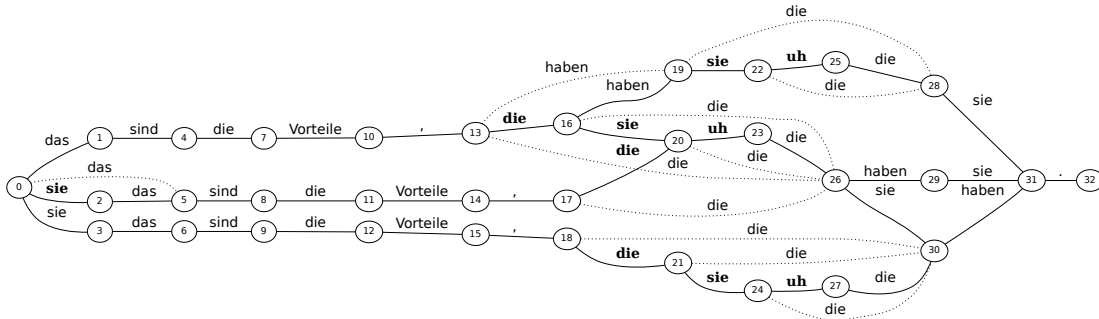 die
haben
19 sie 22 uh 25 die 28
die
haben
die
sie
das 1 sind 4 die 7 Vorteile 10 , 13 die 16
sie 20 uh 23 die
die
die
die
das
0 sie 2 das 5 sind 8 die 11 Vorteile 14 , 17
26 haben 29 sie 31 . 32
sie haben
die
sie 3 das 6 sind 9 die 12 Vorteile 15 , 18
die
30
die 21 die
sie 24 uh 27 die
die